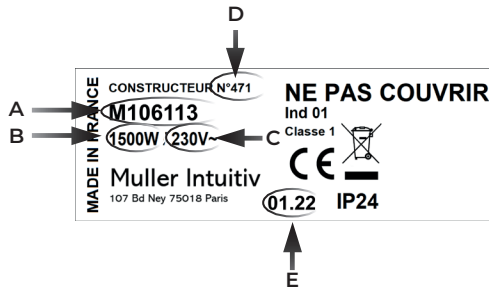 D
MADE IN FRANCE
CONSTRUCTEUR N°471
A M106113
B 1500W, 230V~ C
Muller Intuitiv
107 Bd Ney 75018 Paris
NE PAS COUVRIR
Ind 01
Classe 1
CE
01.22 IP24
E